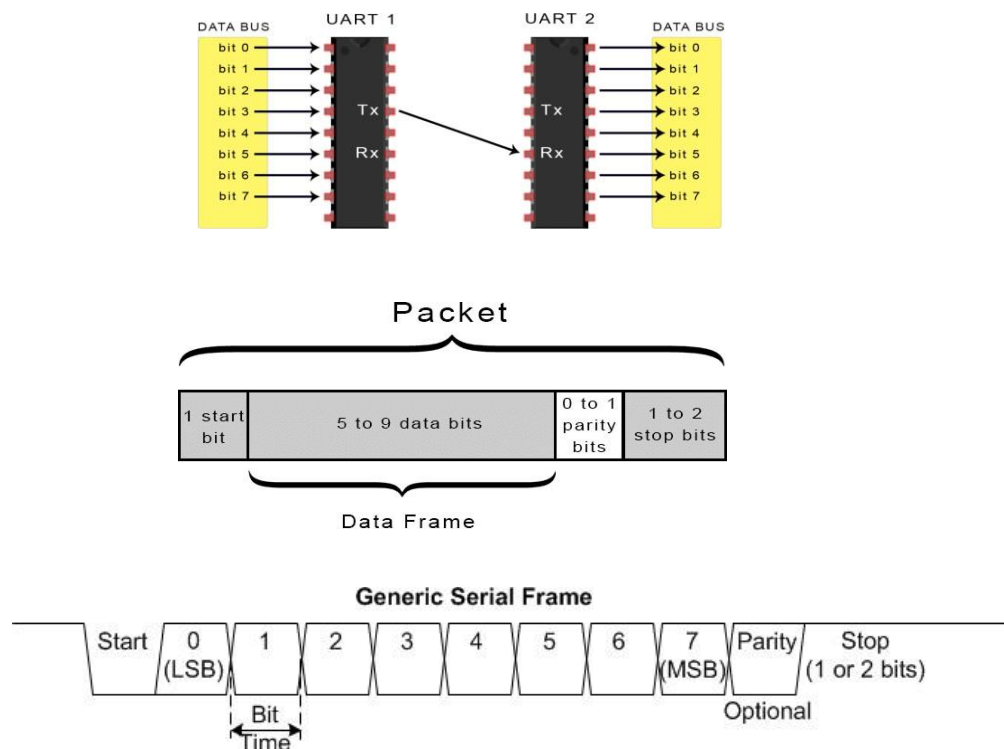 UART 1
UART 2
DATA BUS
DATA BUS
bit 0
bit 1
bit 2
bit 3
bit 4
bit 5
bit 6
bit 7
Tx
Rx
Tx
Rx
bit 0
bit 1
bit 2
bit 3
bit 4
bit 5
bit 6
bit 7
Packet
1 start
bit
5 to 9 data bits
0 to 1
parity
bits
1 to 2
stop bits
Data Frame
Generic Serial Frame
Start
0
(LSB)
1
2
3
4
5
6
7
(MSB)
Parity
Stop
(1 or 2 bits)
Bit
Time
Optional